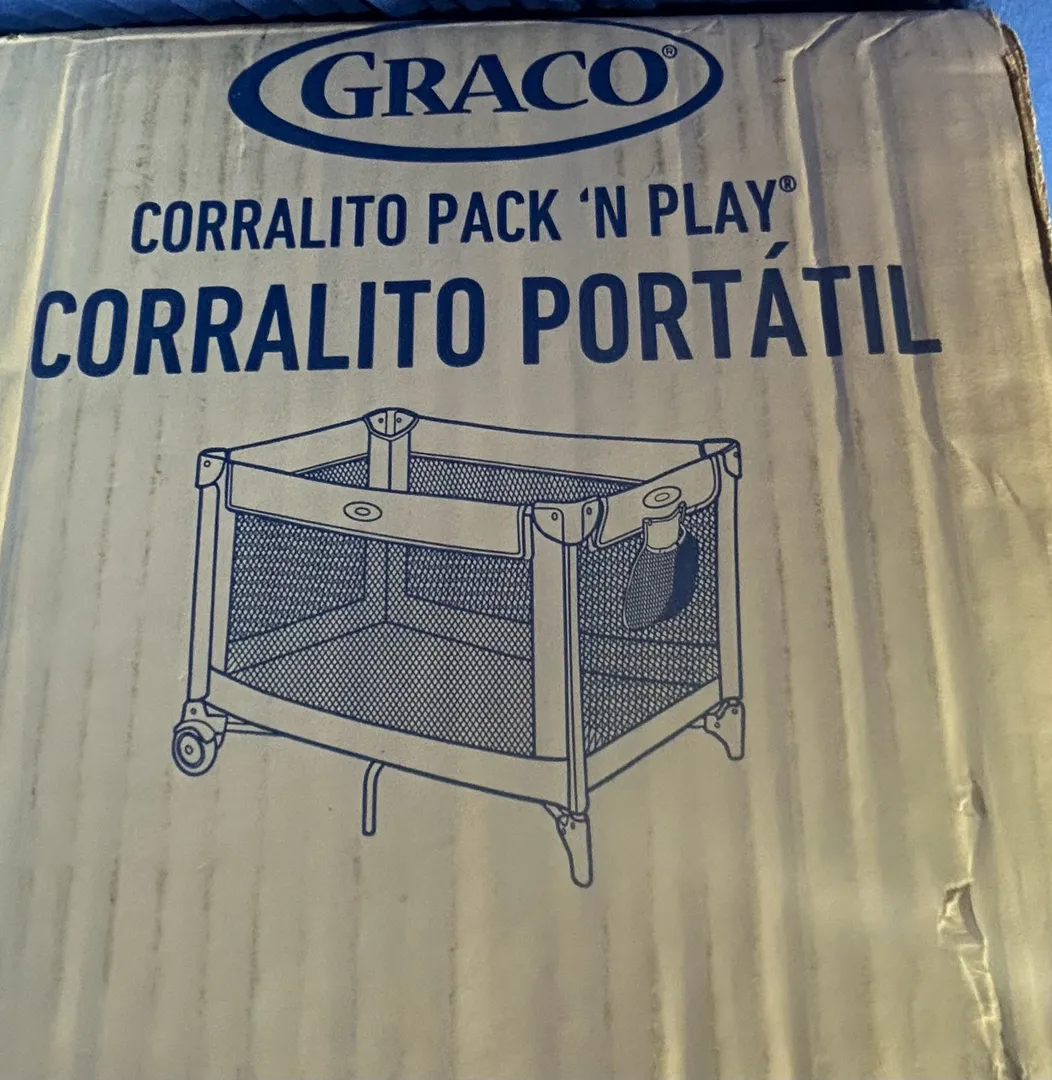 GRACO®
CORRALITO PACK ‘N PLAY®
CORRALITO PORTÁTIL